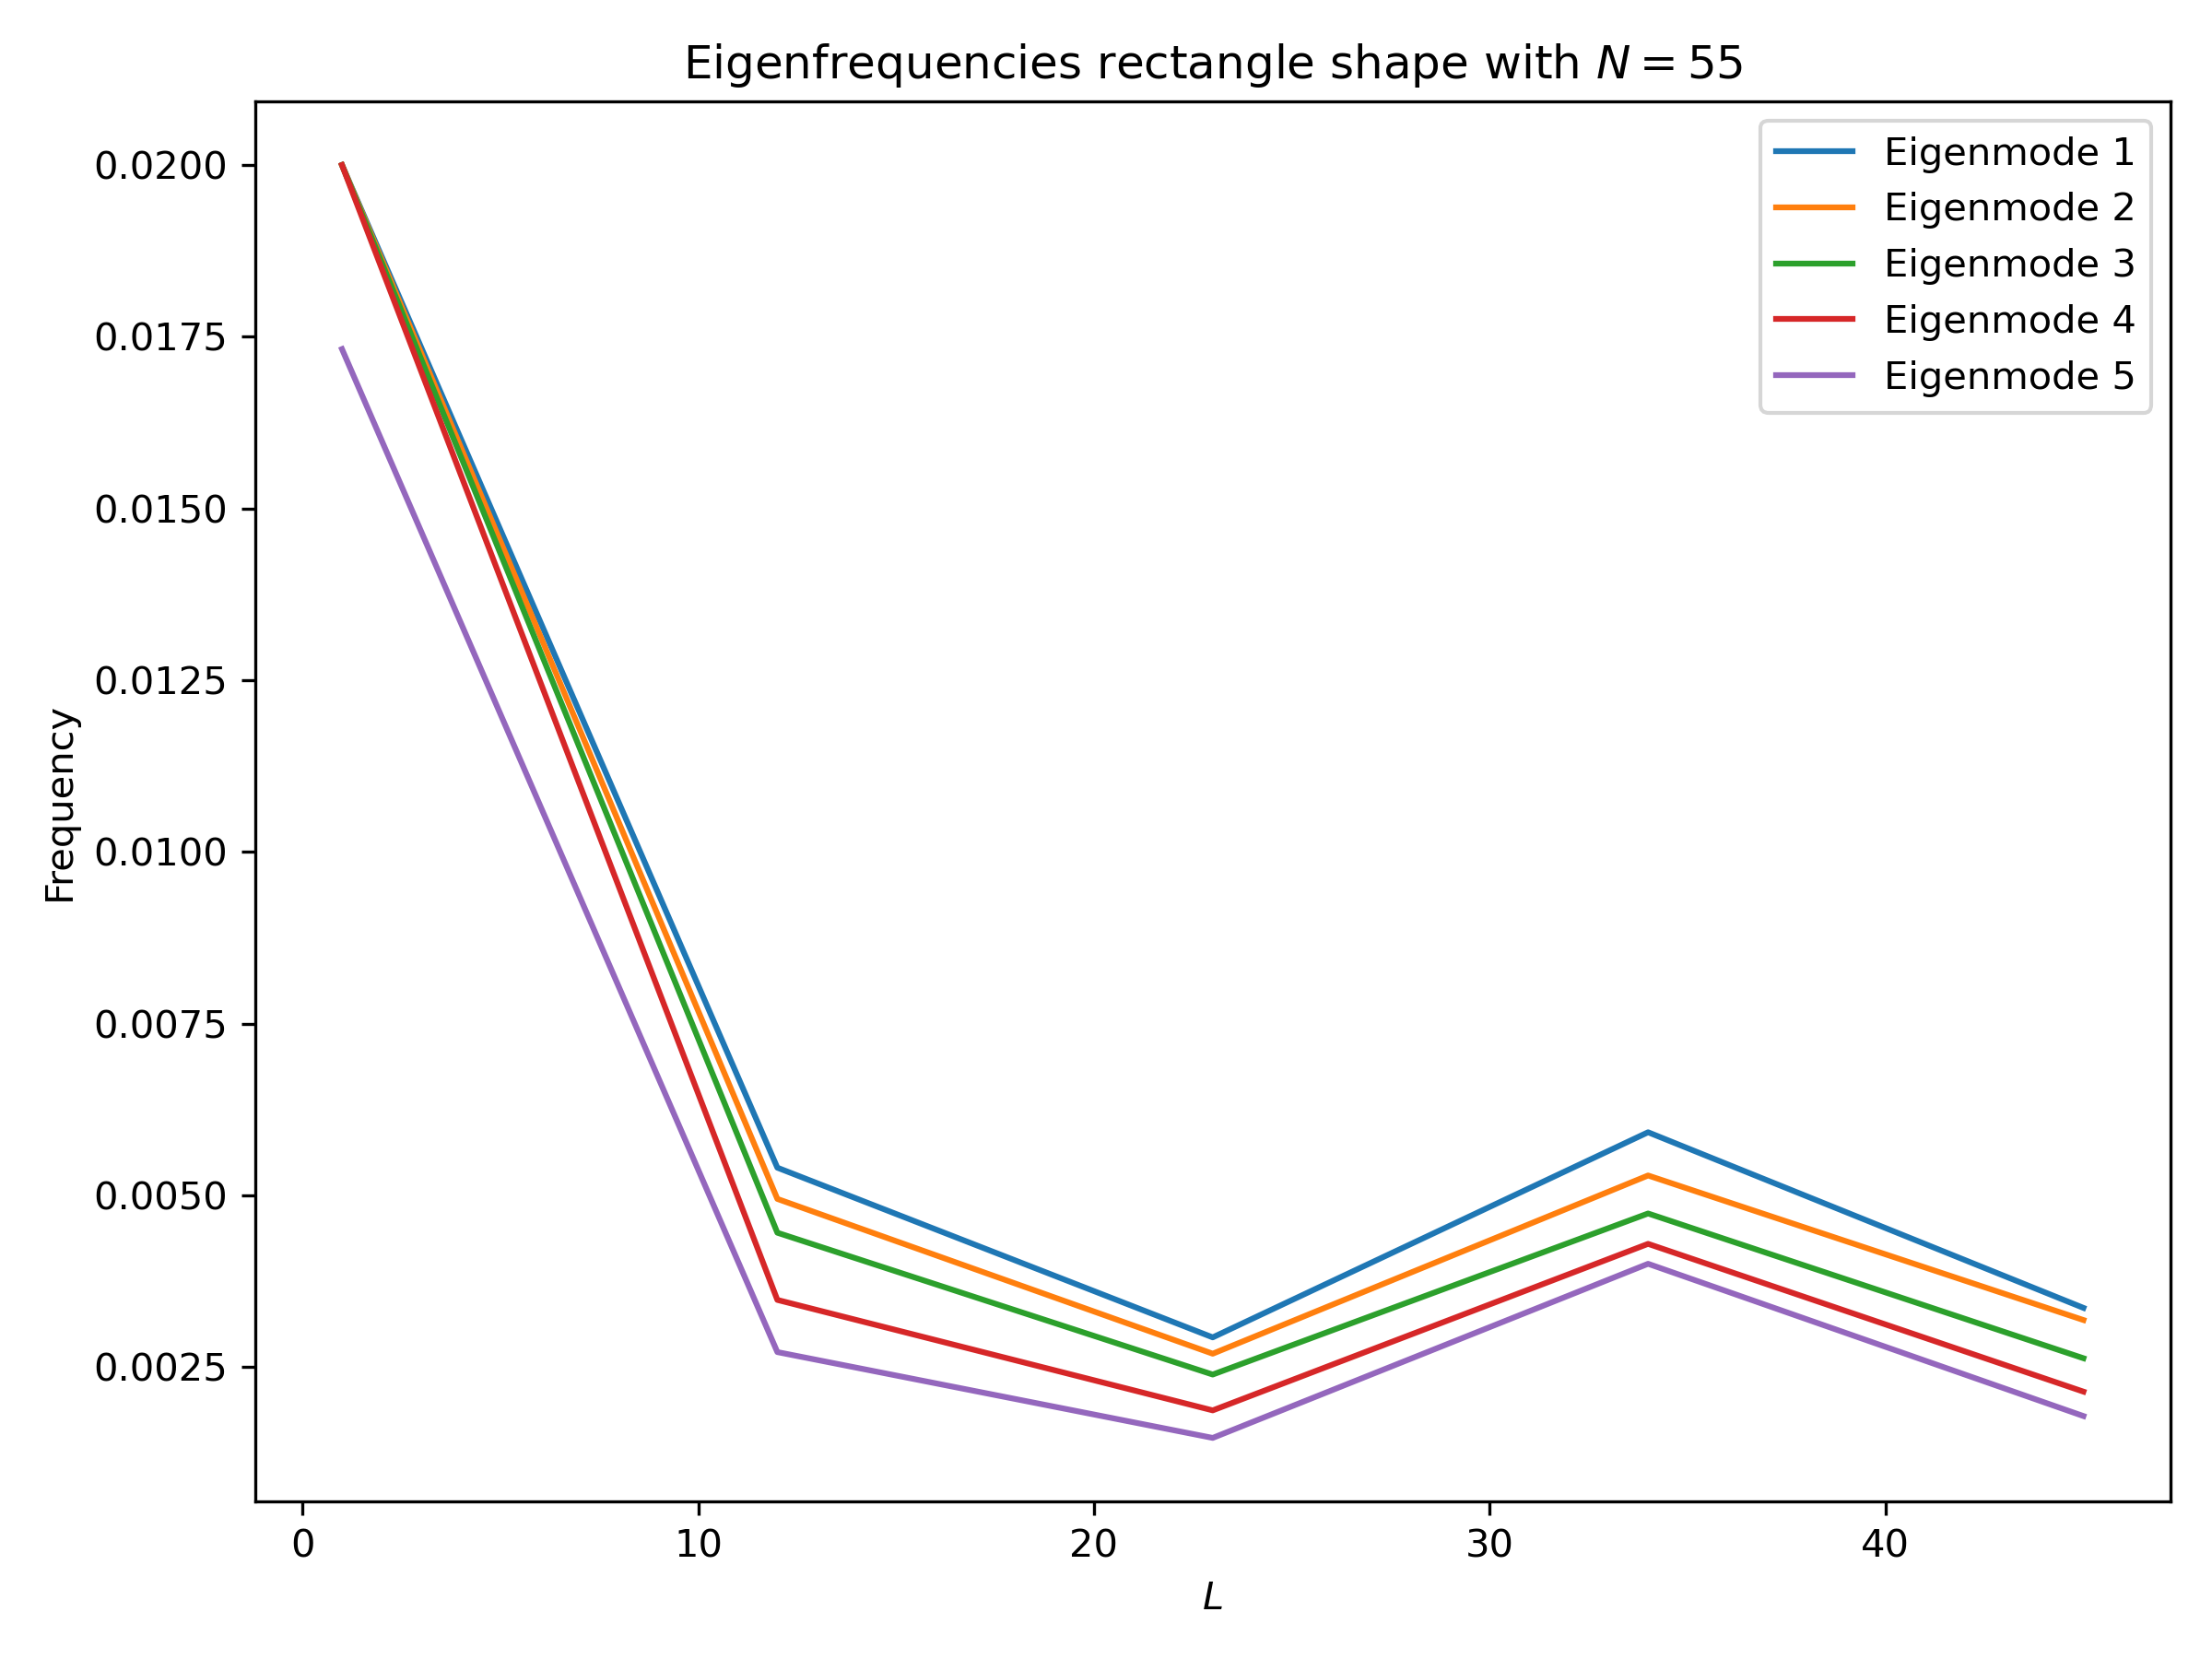 Eigenfrequencies rectangle shape with N = 55
Eigenmode 1
Eigenmode 2
Eigenmode 3
Eigenmode 4
Eigenmode 5
Frequency
0.0200
0.0175
0.0150
0.0125
0.0100
0.0075
0.0050
0.0025
0 10 20 30 40
L